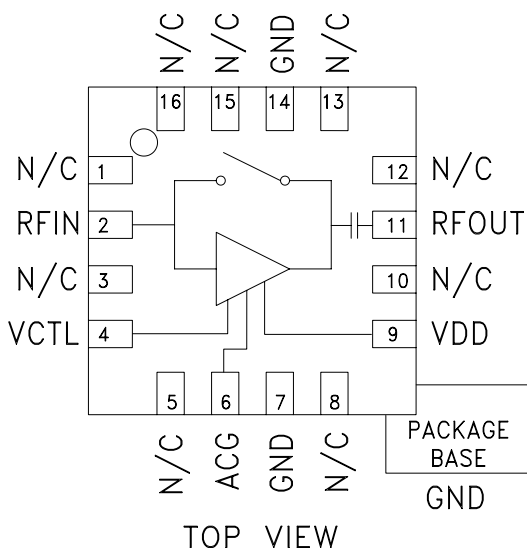 N/C N/C GND N/C
16 15 14 13
N/C 1 12 N/C
RFIN 2 11 RFOUT
N/C 3 10 N/C
VCTL 4 9 VDD
5 6 7 8
N/C ACG GND N/C
PACKAGE
BASE
GND
TOP VIEW